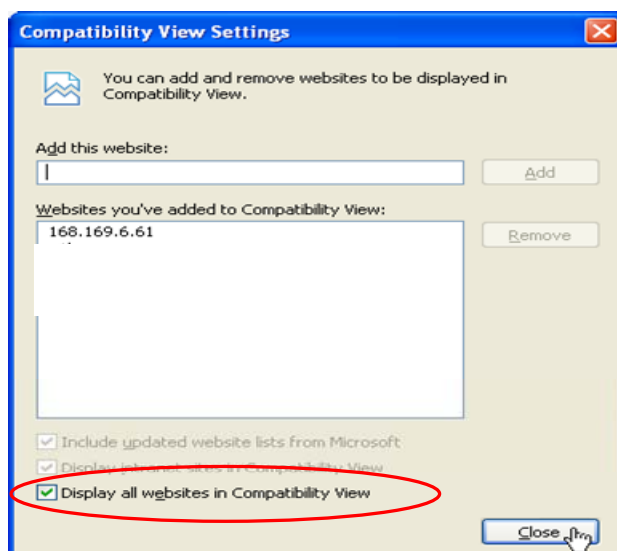 Compatibility View Settings
You can add and remove websites to be displayed in
Compatibility View.
Add this website:
Add
Websites you've added to Compatibility View:
168.169.6.61
Remove
Include updated website lists from Microsoft
Display intranet sites in Compatibility View
Display all websites in Compatibility View
Close